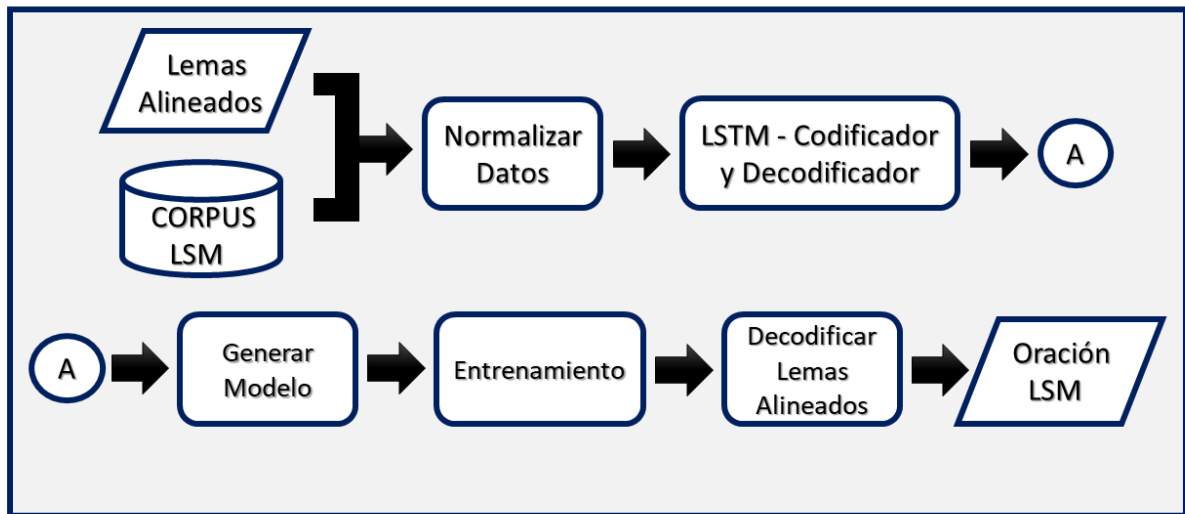 Lemas
Alineados
CORPUS
LSM
Normalizar
Datos
LSTM - Codificador
y Decodificador
A
A
Generar
Modelo
Entrenamiento
Decodificar
Lemas
Alineados
Oración
LSM